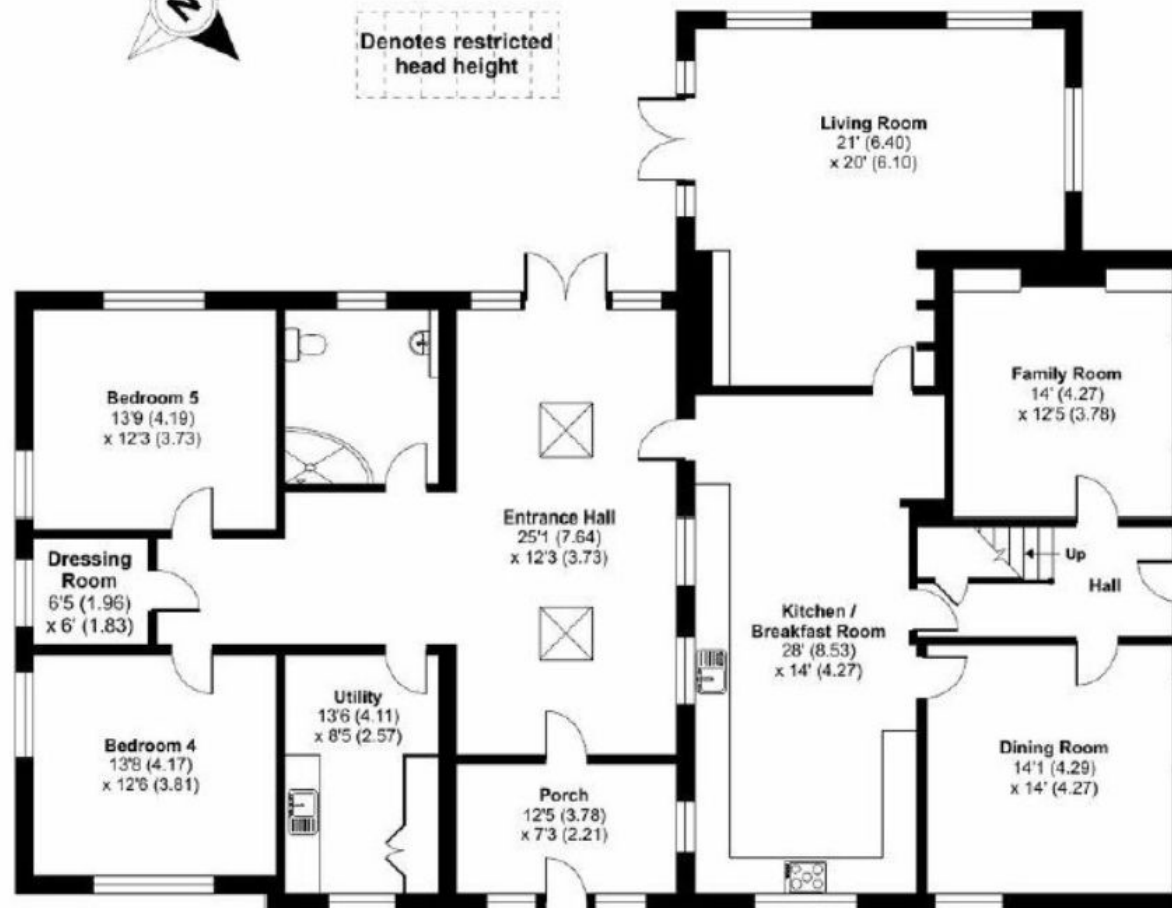 N
Denotes restricted
head height
Living Room
21' (6.40)
x 20' (6.10)
Family Room
14' (4.27)
x 12'5 (3.78)
Bedroom 5
13'9 (4.19)
x 12'3 (3.73)
Entrance Hall
25'1 (7.64)
x 12'3 (3.73)
Dressing
Room
6'5 (1.96)
x 6' (1.83)
Up
Hall
Kitchen /
Breakfast Room
28' (8.53)
x 14' (4.27)
Utility
13'6 (4.11)
x 8'5 (2.57)
Bedroom 4
13'8 (4.17)
x 12'6 (3.81)
Porch
12'5 (3.78)
x 7'3 (2.21)
Dining Room
14'1 (4.29)
x 14' (4.27)